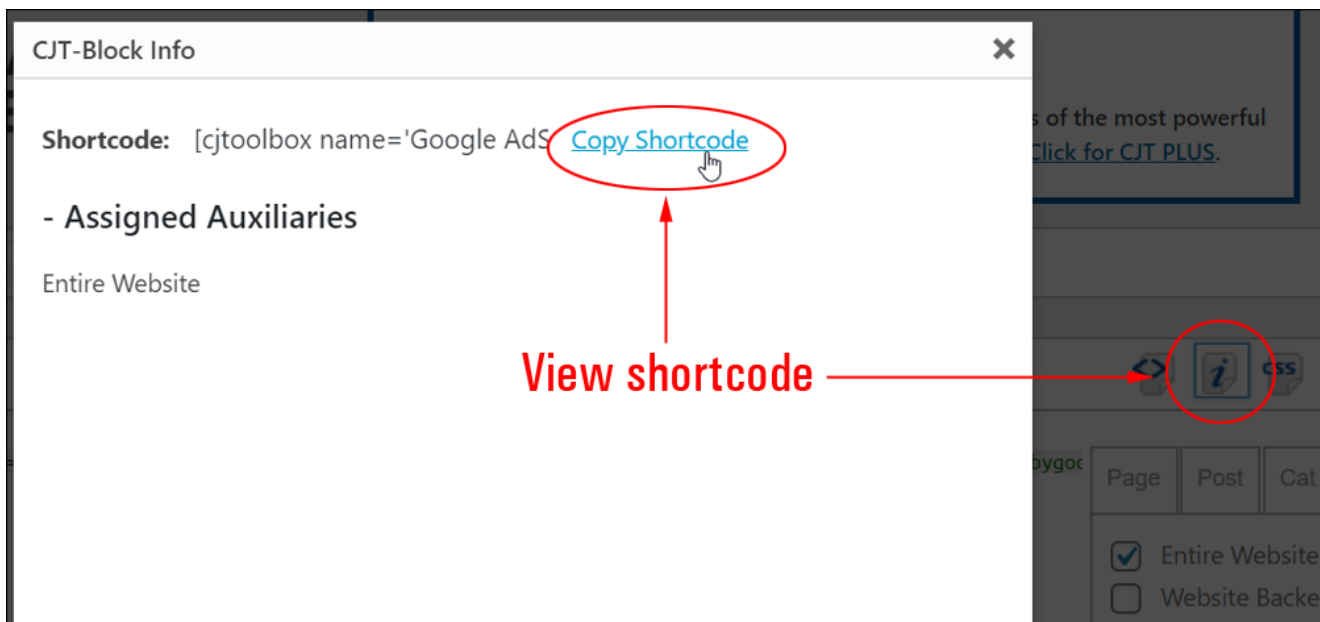 CJT-Block Info
Shortcode: [cjtoolbox name='Google AdS Copy Shortcode
of the most powerful
Click for CJT PLUS.
- Assigned Auxiliaries
Entire Website
View shortcode
<> i css
Page Post Cat
Entire Website
Website